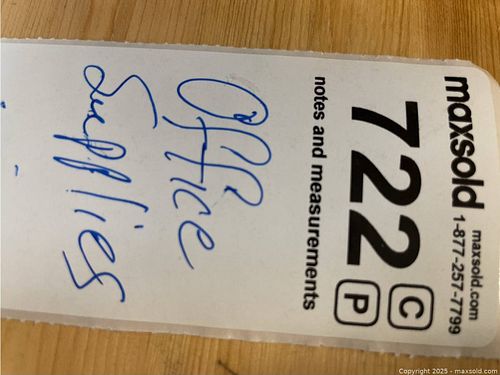 maxsold
maxsold.com
1-877-257-7799
722
C
P
notes and measurements
Office
Supplies
Copyright 2025 - maxsold.com